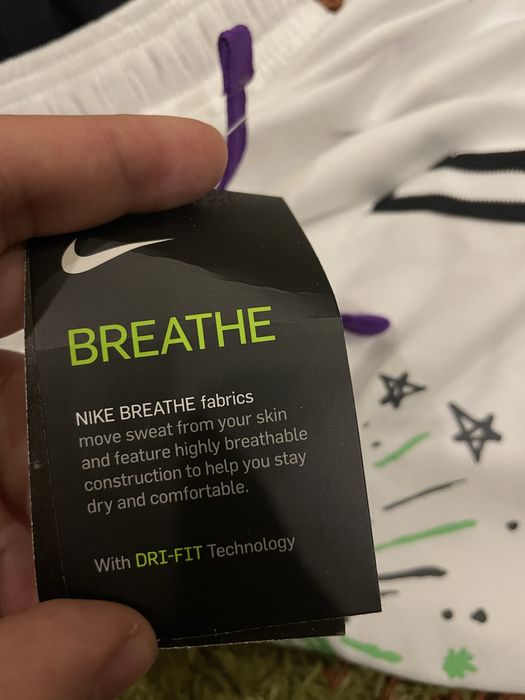 BREATHE
NIKE BREATHE fabrics
move sweat from your skin
and feature highly breathable
construction to help you stay
dry and comfortable.
With DRI-FIT Technology